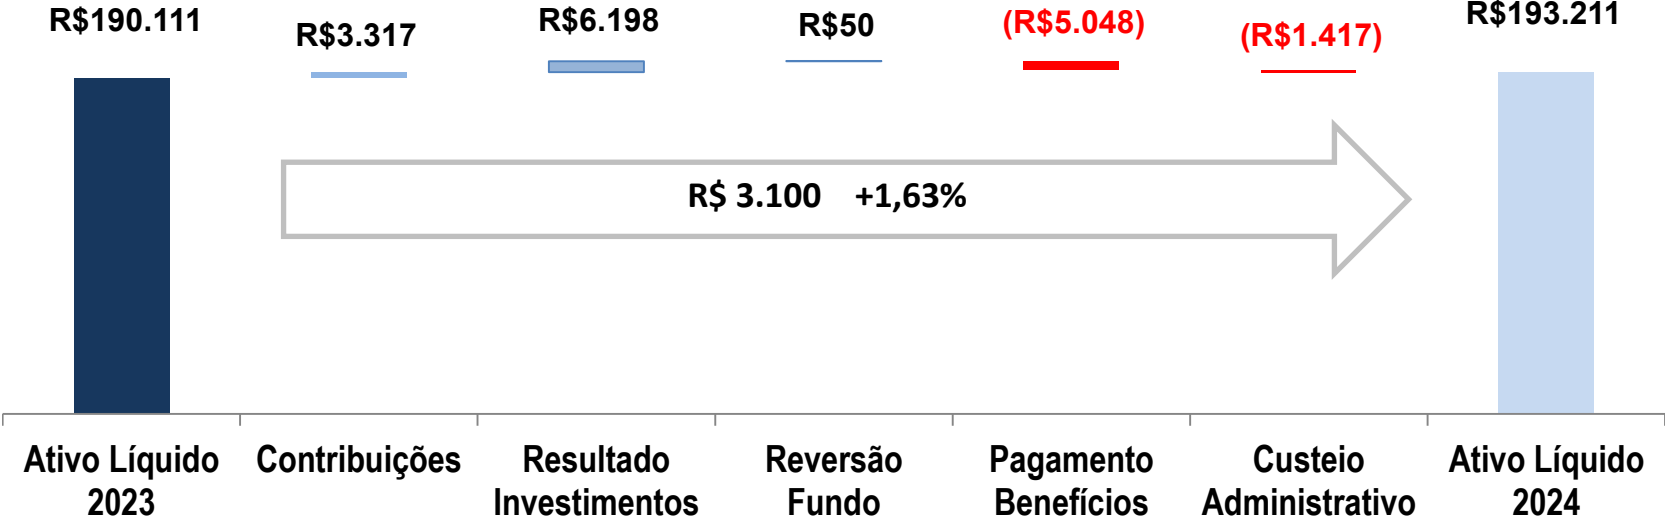 R$190.111
R$3.317
R$6.198
R$50
(R$5.048)
(R$1.417)
R$193.211
R$ 3.100 +1,63%
Ativo Líquido
2023
Contribuições
Resultado
Investimentos
Reversão
Fundo
Pagamento
Benefícios
Custeio
Administrativo
Ativo Líquido
2024